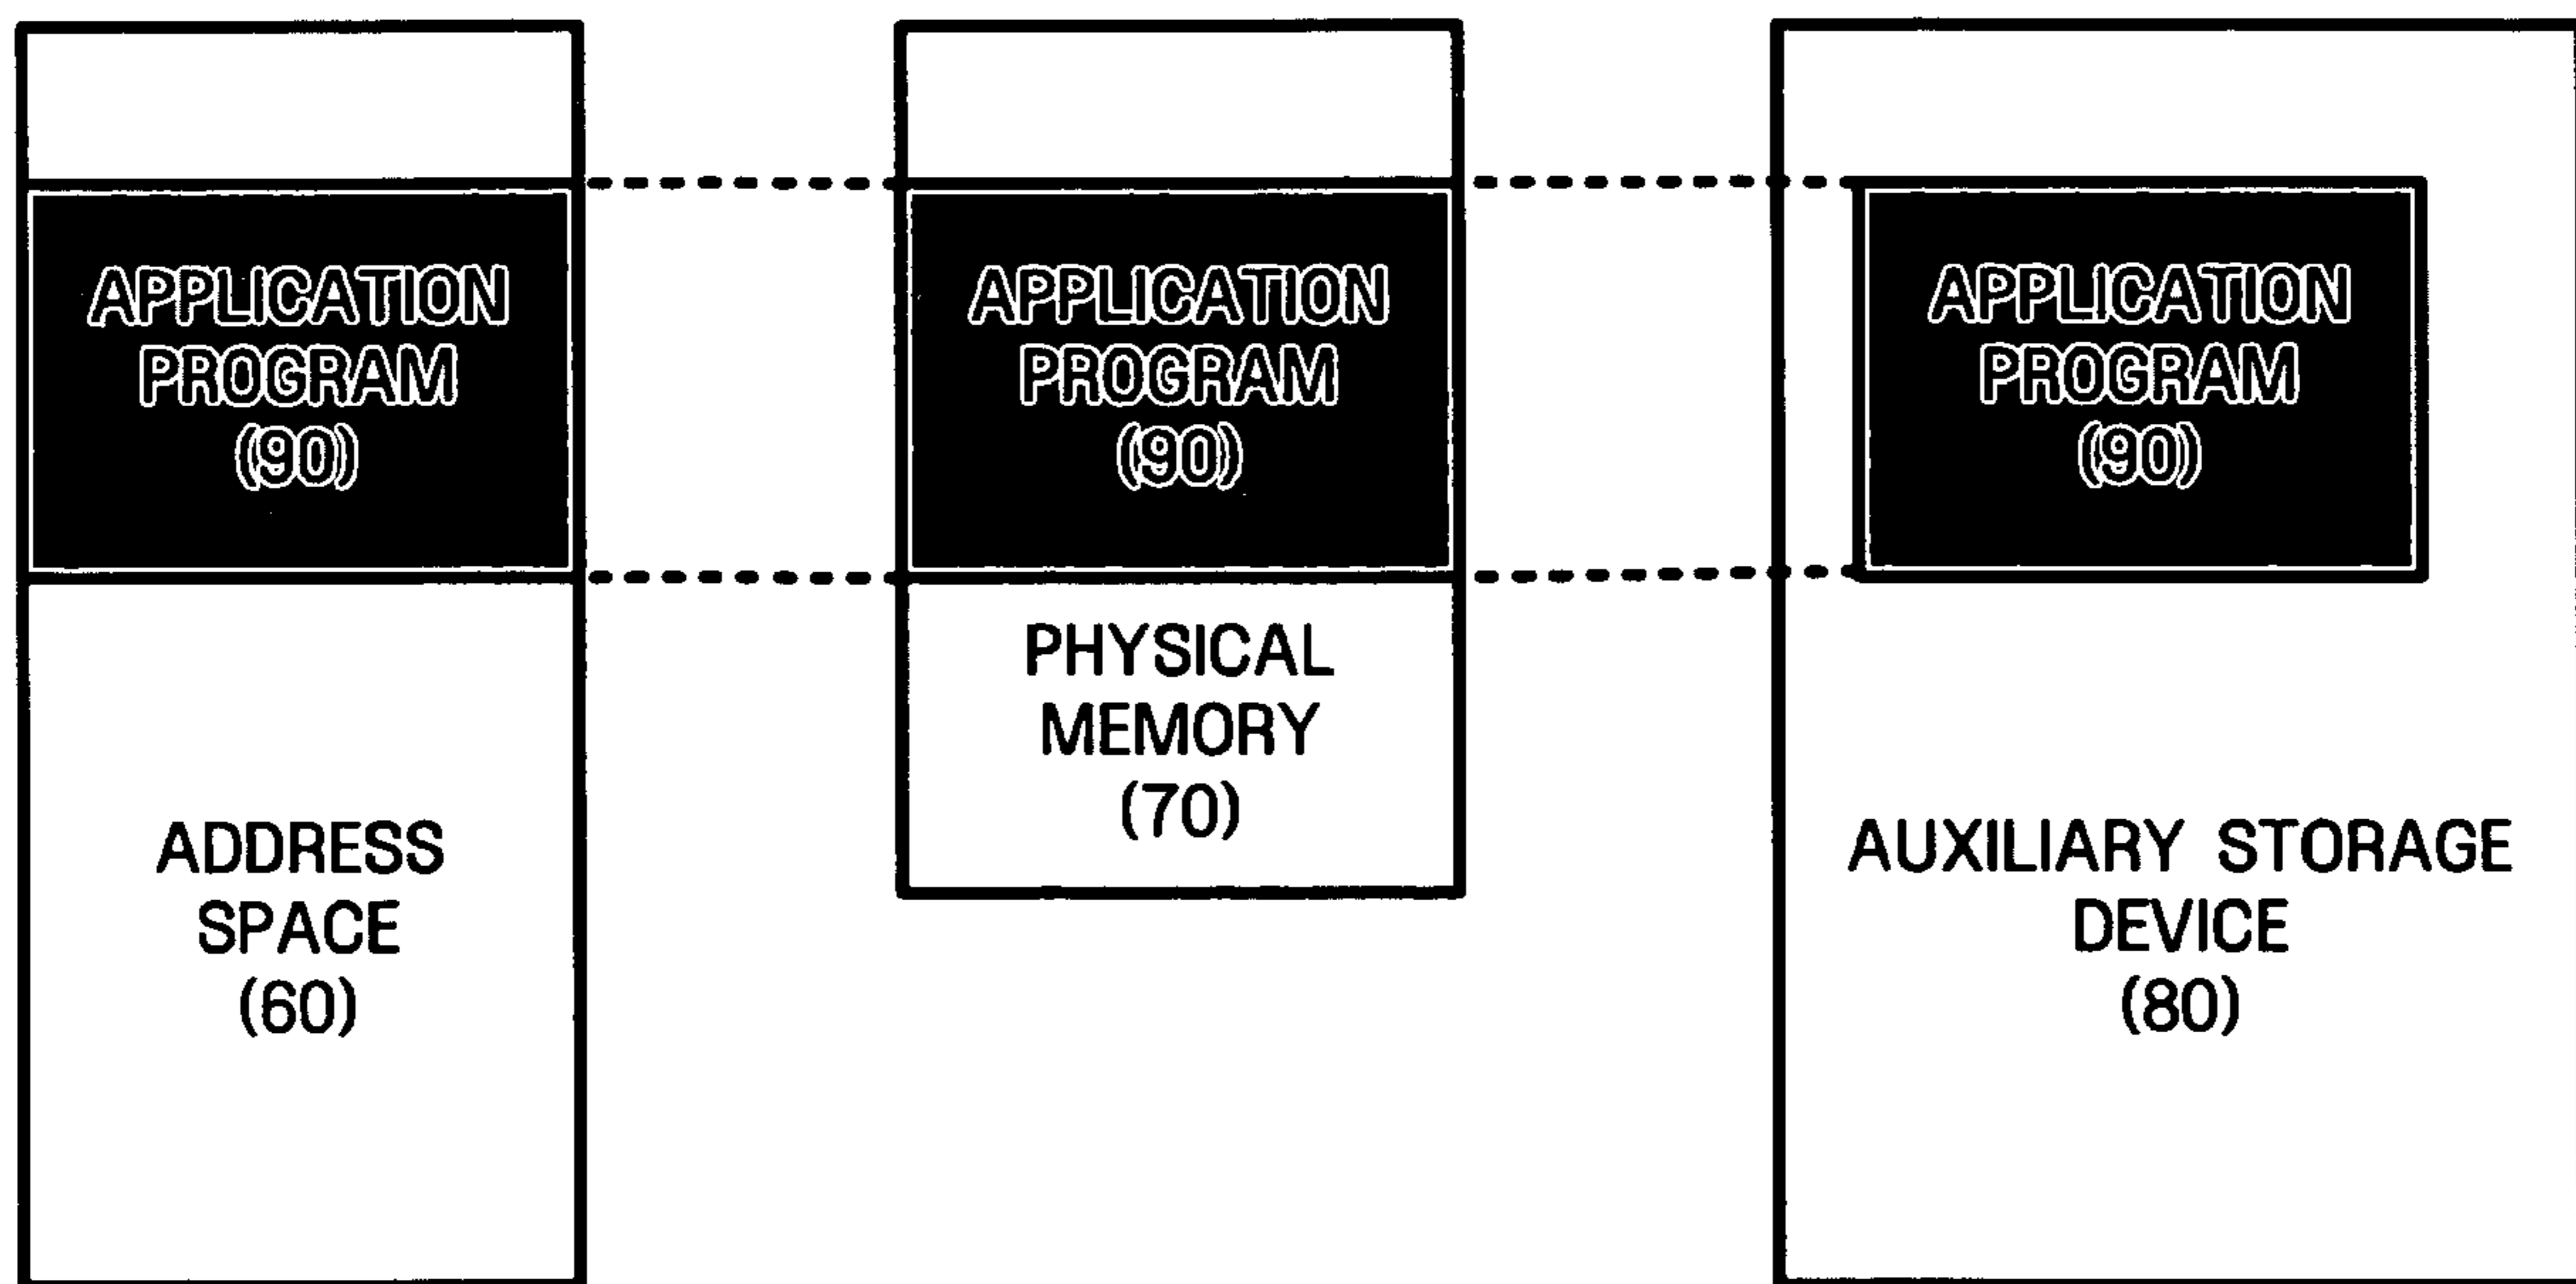 APPLICATION
PROGRAM
(90)
ADDRESS
SPACE
(60)
APPLICATION
PROGRAM
(90)
PHYSICAL
MEMORY
(70)
APPLICATION
PROGRAM
(90)
AUXILIARY STORAGE
DEVICE
(80)